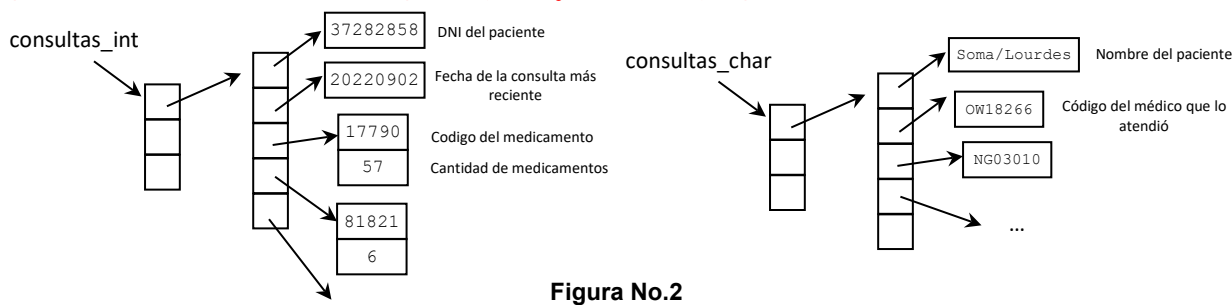 consultas_int
37282858
DNI del paciente
20220902
Fecha de la consulta más
reciente
17790
Codigo del medicamento
57
Cantidad de medicamentos
81821
6
consultas_char
Soma/Lourdes
Nombre del paciente
OW18266
Código del médico que lo
atendió
NG03010
...
Figura No.2